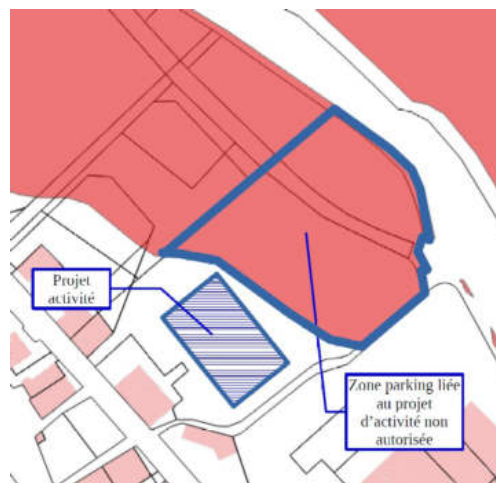 Projet
activité
Zone parking liée
au projet
d'activité non
autorisée